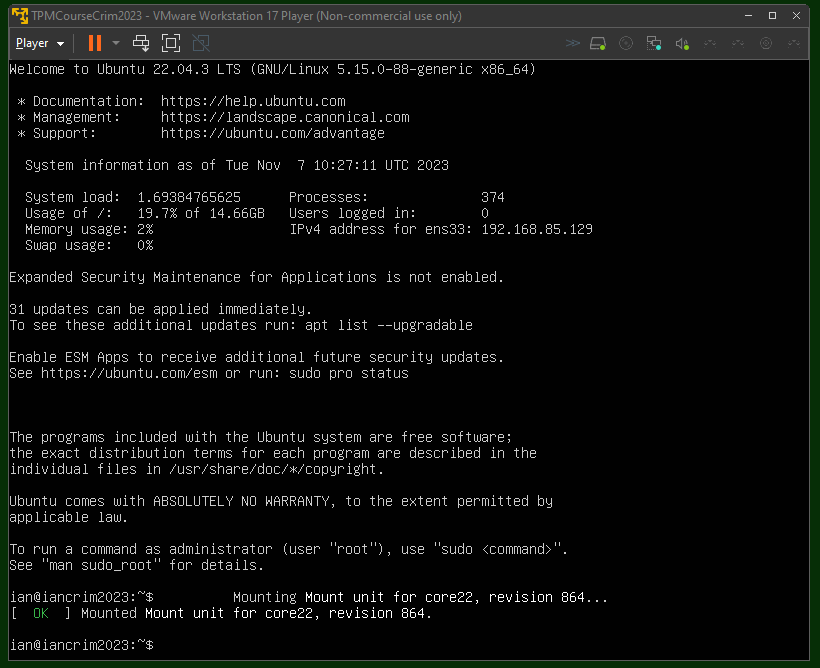 TPMCourseCrim2023 - VMware Workstation 17 Player (Non-commercial use only)
Player
Welcome to Ubuntu 22.04.3 LTS (GNU/Linux 5.15.0-88-generic x86_64)
* Documentation:  https://help.ubuntu.com
* Management:     https://landscape.canonical.com
* Support:        https://ubuntu.com/advantage
System information as of Tue Nov  7 10:27:11 UTC 2023
System load:  1.69384765625      Processes:              374
Usage of /:   19.7% of 14.66GB   Users logged in:        0
Memory usage: 2%                 IPv4 address for ens33: 192.168.85.129
Swap usage:   0%
Expanded Security Maintenance for Applications is not enabled.
31 updates can be applied immediately.
To see these additional updates run: apt list --upgradable
Enable ESM Apps to receive additional future security updates.
See https://ubuntu.com/esm or run: sudo pro status
The programs included with the Ubuntu system are free software;
the exact distribution terms for each program are described in the
individual files in /usr/share/doc/*/copyright.
Ubuntu comes with ABSOLUTELY NO WARRANTY, to the extent permitted by
applicable law.
To run a command as administrator (user "root"), use "sudo <command>".
See "man sudo_root" for details.
ian@iancrim2023:~$          Mounting Mount unit for core22, revision 864...
[  OK  ] Mounted Mount unit for core22, revision 864.
ian@iancrim2023:~$